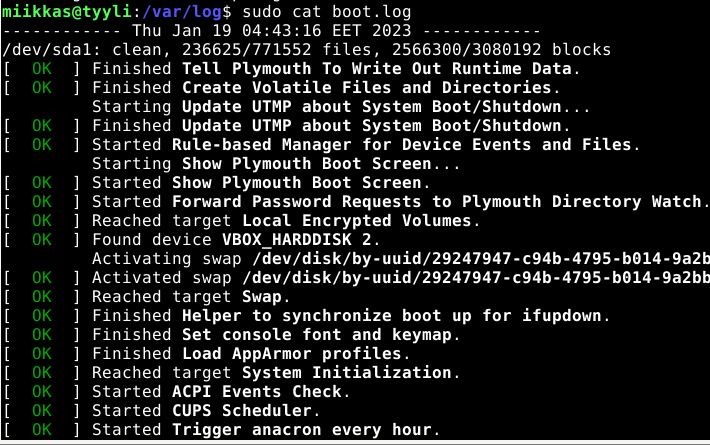 miikkas@tyyli:/var/log$ sudo cat boot.log
------------ Thu Jan 19 04:43:16 EET 2023 ------------
/dev/sda1: clean, 236625/771552 files, 2566300/3080192 blocks
[  OK  ] Finished Tell Plymouth To Write Out Runtime Data.
[  OK  ] Finished Create Volatile Files and Directories.
         Starting Update UTMP about System Boot/Shutdown...
[  OK  ] Finished Update UTMP about System Boot/Shutdown.
[  OK  ] Started Rule-based Manager for Device Events and Files.
         Starting Show Plymouth Boot Screen...
[  OK  ] Started Show Plymouth Boot Screen.
[  OK  ] Started Forward Password Requests to Plymouth Directory Watch.
[  OK  ] Reached target Local Encrypted Volumes.
[  OK  ] Found device VBOX_HARDDISK 2.
         Activating swap /dev/disk/by-uuid/29247947-c94b-4795-b014-9a2b
[  OK  ] Activated swap /dev/disk/by-uuid/29247947-c94b-4795-b014-9a2bb
[  OK  ] Reached target Swap.
[  OK  ] Finished Helper to synchronize boot up for ifupdown.
[  OK  ] Finished Set console font and keymap.
[  OK  ] Finished Load AppArmor profiles.
[  OK  ] Reached target System Initialization.
[  OK  ] Started ACPI Events Check.
[  OK  ] Started CUPS Scheduler.
[  OK  ] Started Trigger anacron every hour.